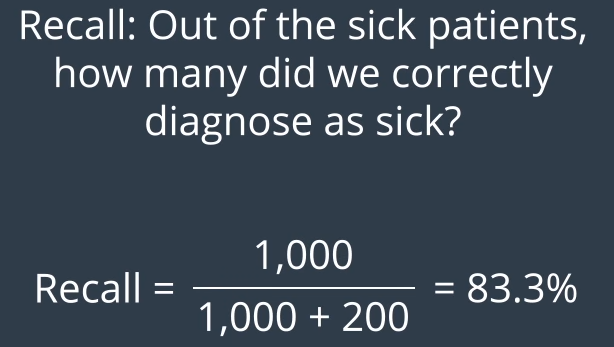 Recall: Out of the sick patients,
how many did we correctly
diagnose as sick?
Recall = 1,000 / 1,000 + 200 = 83.3%